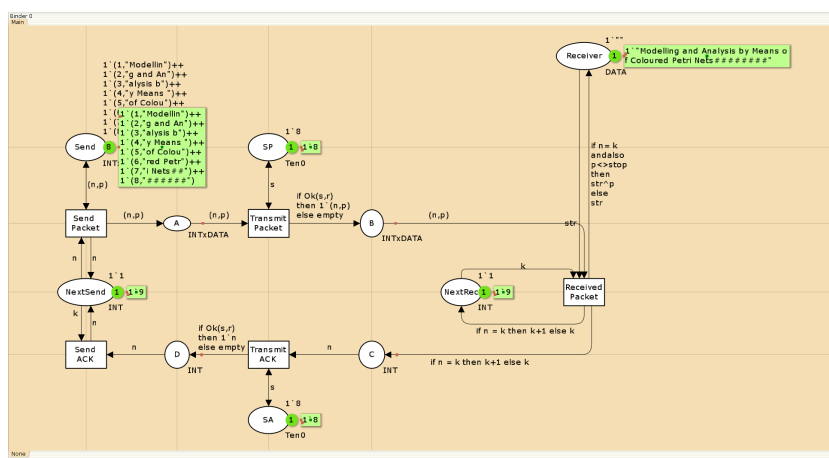 Binder 0
Main
1`(1,"Modellin")++
1`(2,"g and An")++
1`(3,"alysis b")++
1`(4,"y Means ")++
1`(5,"of Colou")++
1`(
1`(
1`(
Send
8
INT
1`(1,"Modellin")++
1`(2,"g and An")++
1`(3,"alysis b")++
1`(4,"y Means ")++
1`(5,"of Colou")++
1`(6,"red Petr")++
1`(7,"i Nets##")++
1`(8,"######")
1`8
SP
1
1`8
Ten0
1`""
Receiver
1
1`"Modelling and Analysis by Means o
f Coloured Petri Nets########"
DATA
(n,p)
s
if n=k
andalso
p<>stop
then
str^p
else
str
Send
Packet
(n,p)
A
INTxDATA
(n,p)
Transmit
Packet
if Ok(s,r)
then 1`(n,p)
else empty
B
INTxDATA
(n,p)
str
n
n
1`1
NextSend
1
1`9
INT
k
1`1
NextRec
1
1`9
INT
Received
Packet
k
n
if n = k then k+1 else k
Send
ACK
n
D
INT
if Ok(s,r)
then 1`n
else empty
Transmit
ACK
n
C
INT
if n = k then k+1 else k
s
1`8
SA
1
1`8
Ten0
None